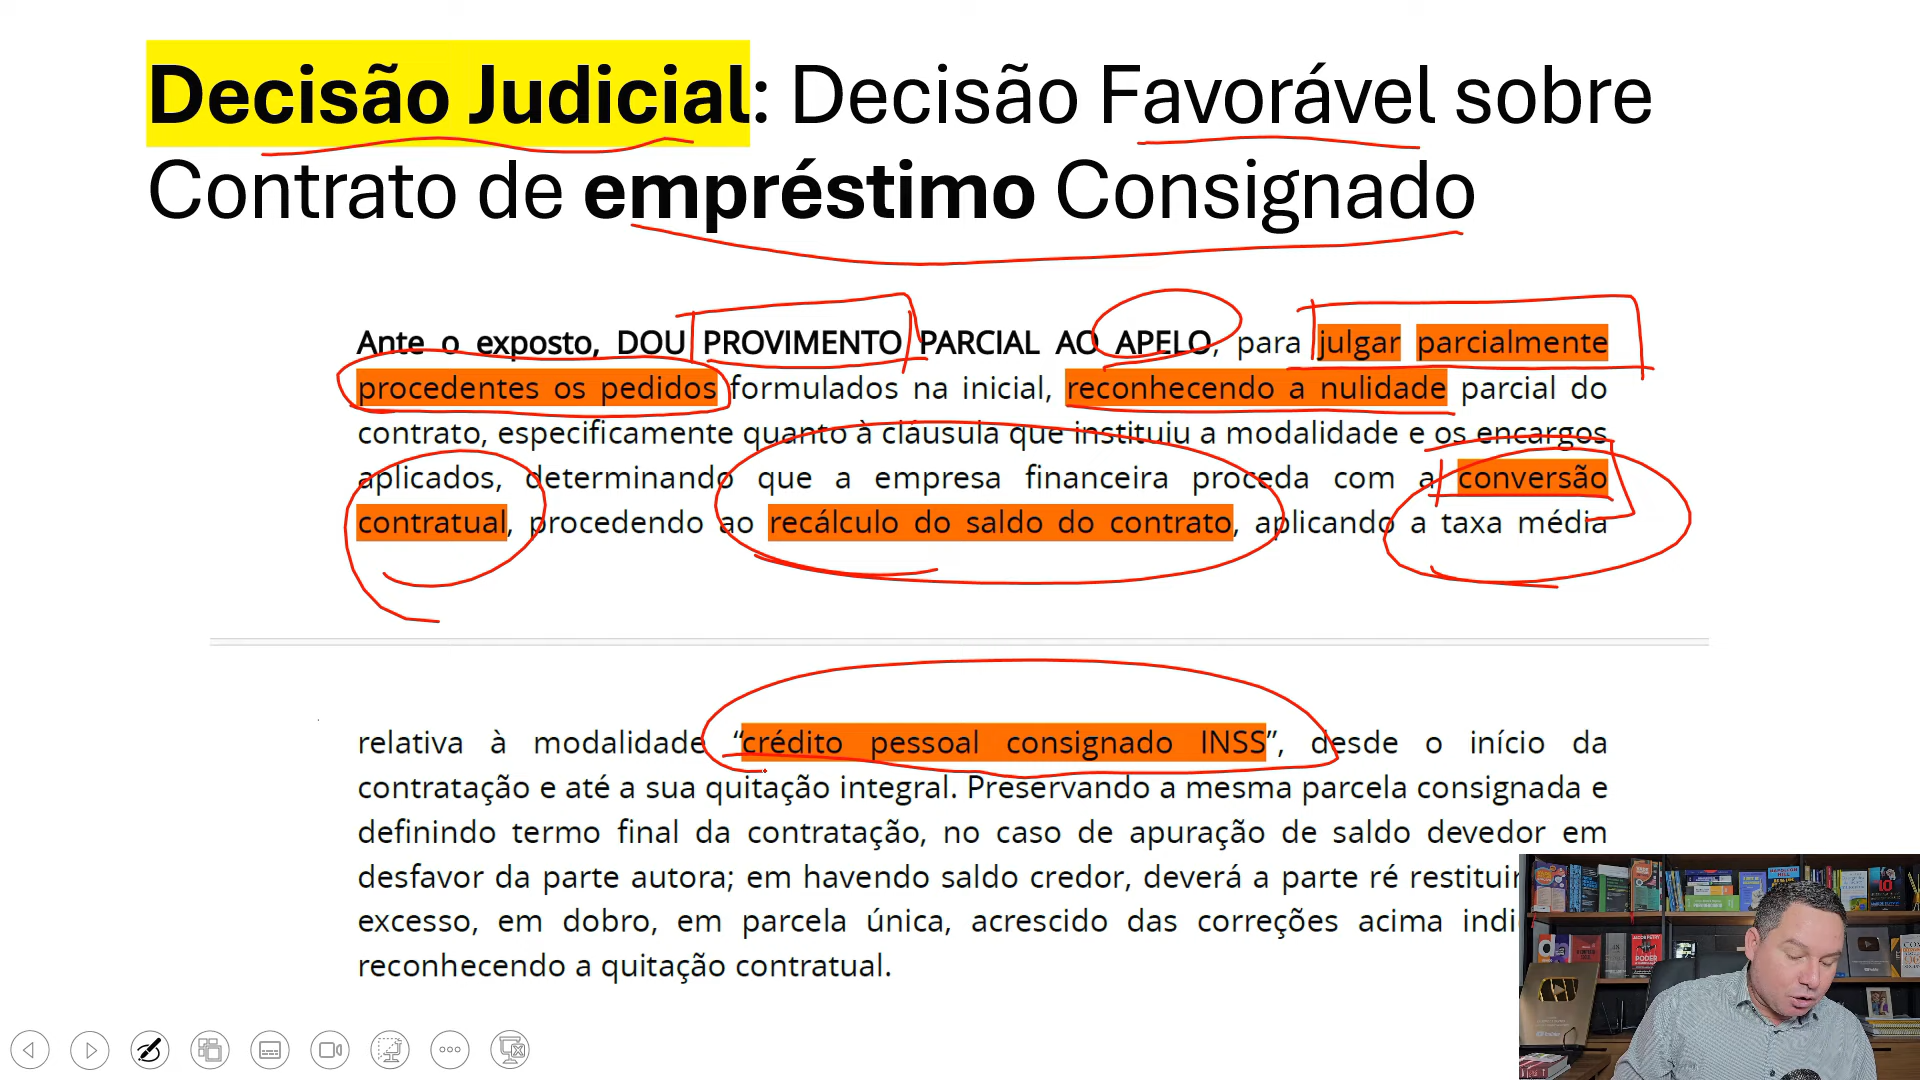 Decisão Judicial: Decisão Favorável sobre
Contrato de empréstimo Consignado
Ante o exposto, DOU PROVIMENTO PARCIAL AO APELO, para julgar parcialmente
procedentes os pedidos formulados na inicial, reconhecendo a nulidade parcial do
contrato, especificamente quanto à cláusula que instituiu a modalidade e os encargos
aplicados, determinando que a empresa financeira proceda com a conversão
contratual, procedendo ao recálculo do saldo do contrato, aplicando a taxa média
relativa à modalidade “crédito pessoal consignado INSS”, desde o início da
contratação e até a sua quitação integral. Preservando a mesma parcela consignada e
definindo termo final da contratação, no caso de apuração de saldo devedor em
desfavor da parte autora; em havendo saldo credor, deverá a parte ré restituir
excesso, em dobro, em parcela única, acrescido das correções acima
reconhecendo a quitação contratual.